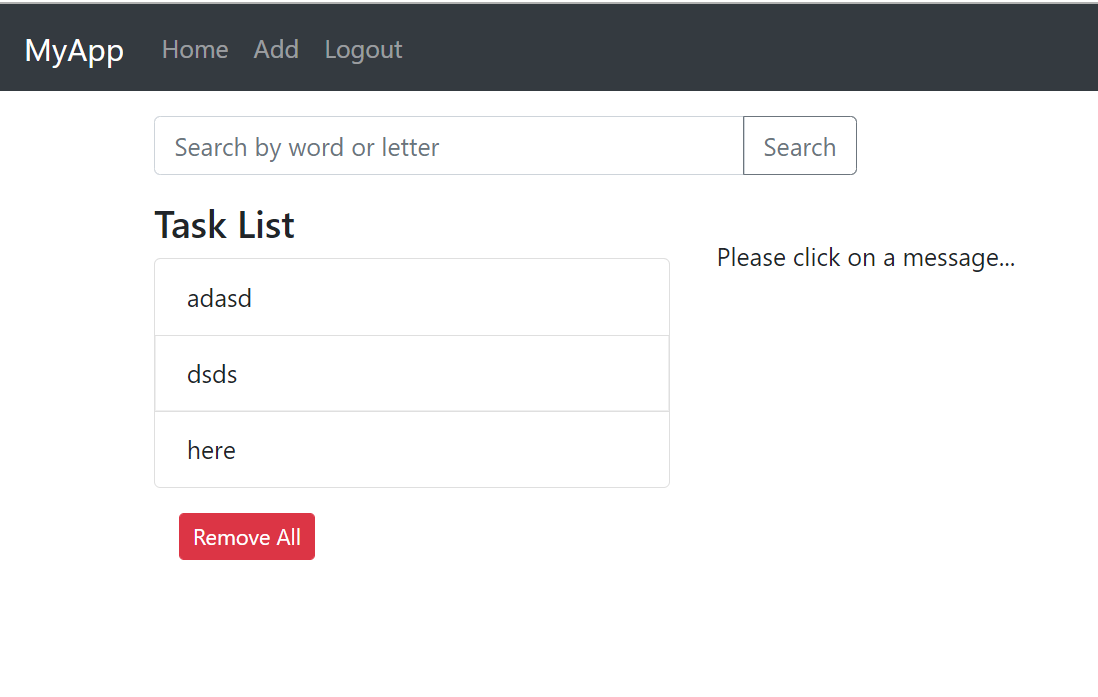 MyApp Home Add Logout
Search by word or letter Search
Task List
Please click on a message...
adasd
dsds
here
Remove All